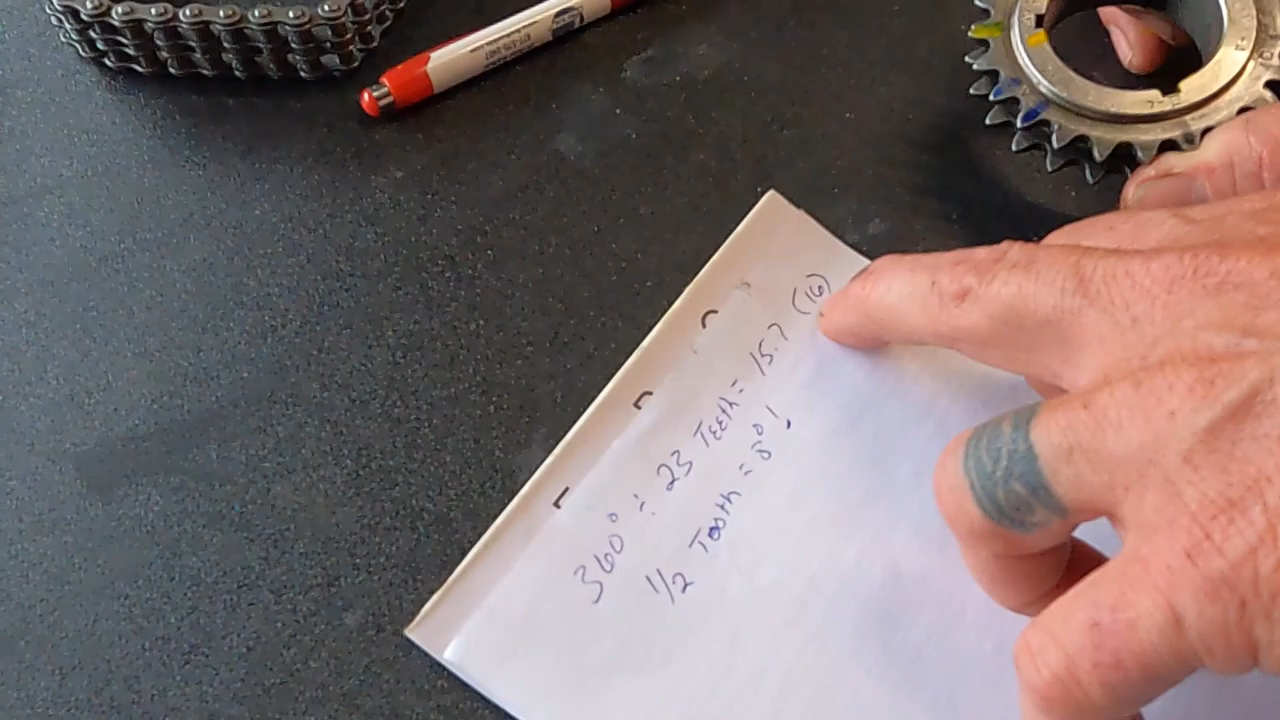 360° ÷ 23 TEETH = 15.7 (16)
1/2 TOOTH = 8° !